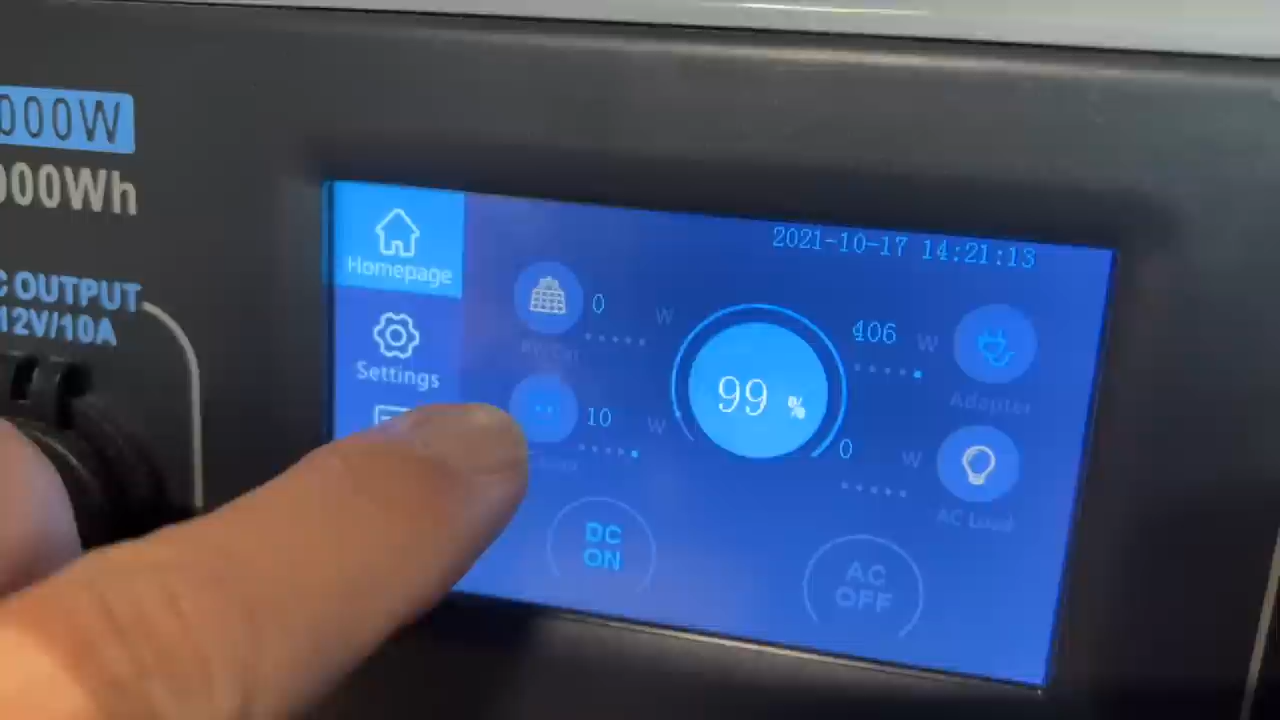 000W
000Wh
C OUTPUT
12V/10A
Homepage
Settings
2021-10-17 14:21:13
0 W
406 W
Adapter
99 %
10 W
0 W
AC Load
DC
ON
AC
OFF